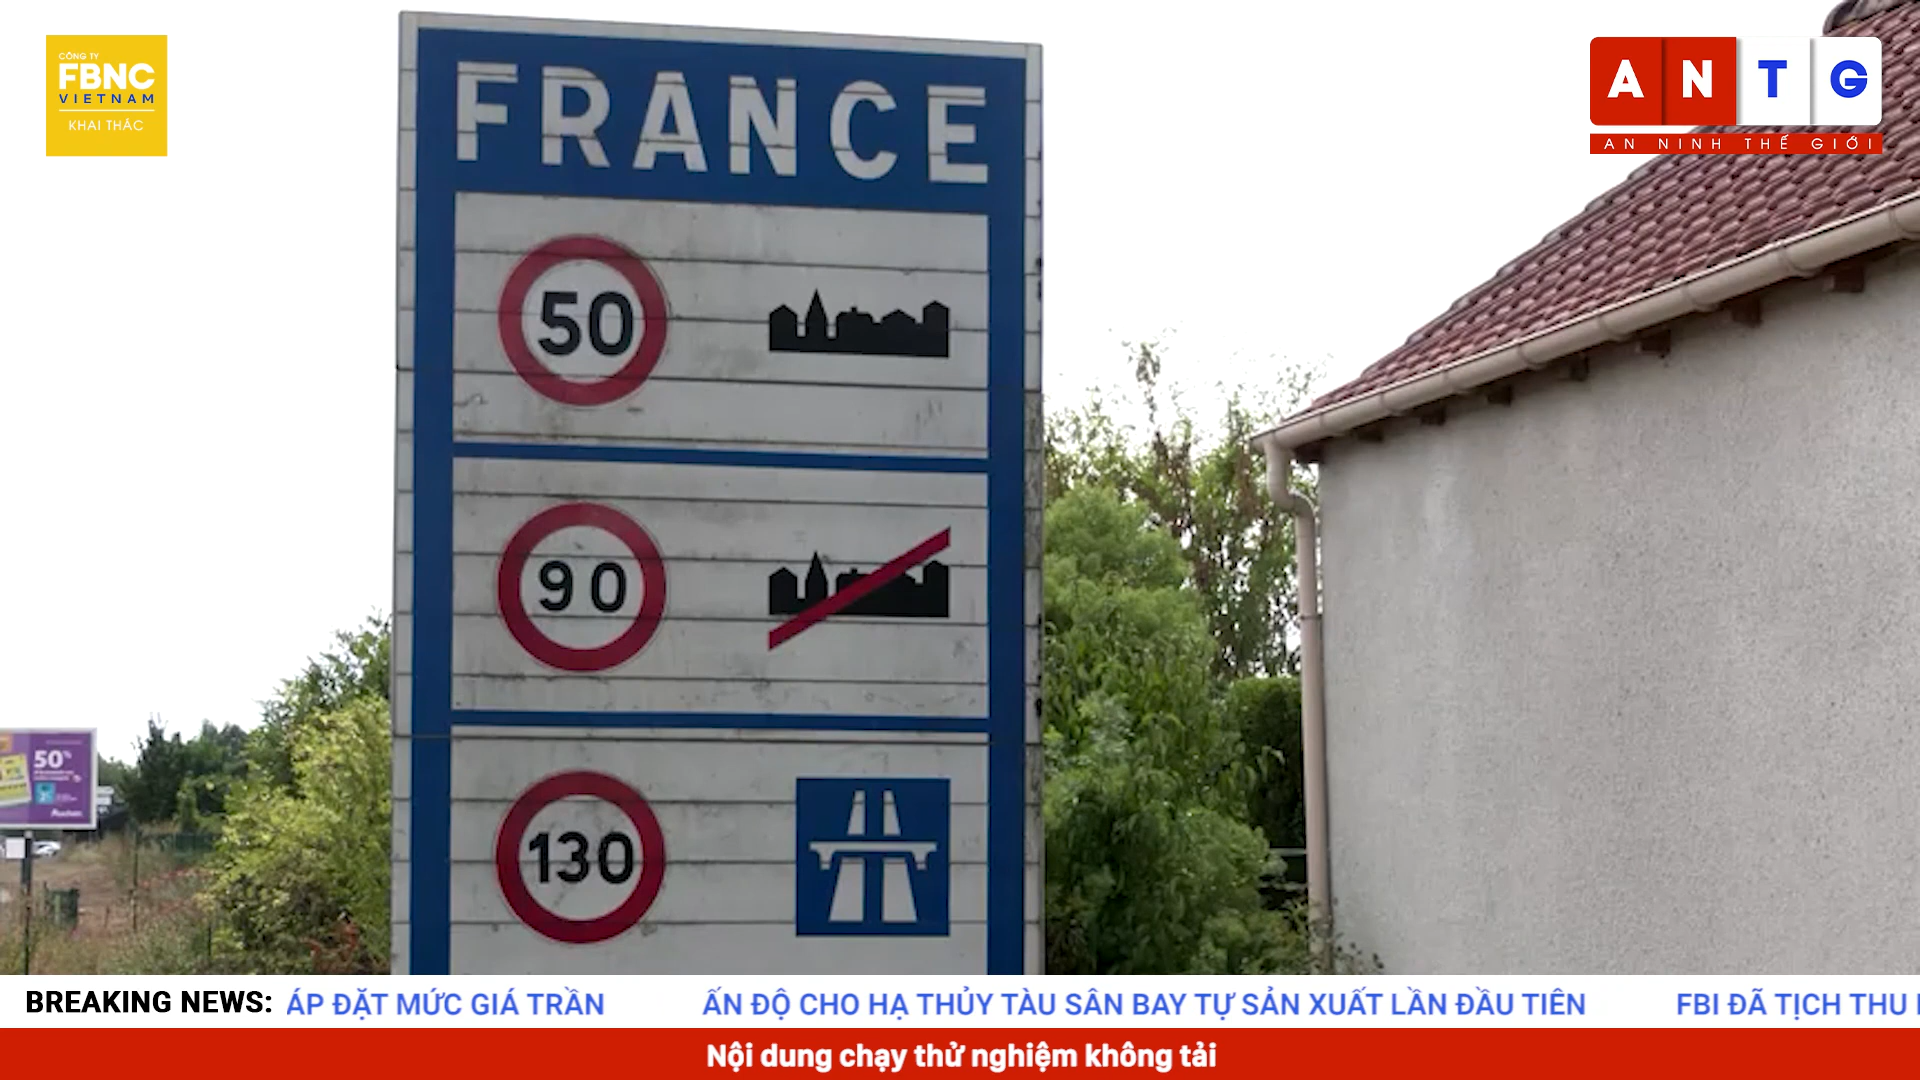 CÔNG TY
FBNC
VIETNAM
KHAI THÁC
ANTG
AN NINH THẾ GIỚI
FRANCE
50
90
130
50%
Auchan
BREAKING NEWS: ÁP ĐẶT MỨC GIÁ TRẦN ẤN ĐỘ CHO HẠ THỦY TÀU SÂN BAY TỰ SẢN XUẤT LẦN ĐẦU TIÊN FBI ĐÃ TỊCH THU
Nội dung chạy thử nghiệm không tải